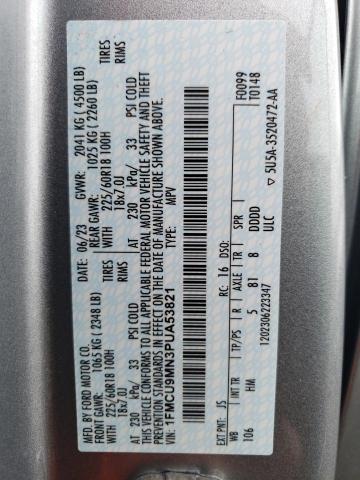 MFD. BY FORD MOTOR CO.
DATE: 06/23 GVWR: 2041 KG ( 4500 LB)
FRONT GAWR: 1065 KG ( 2348 LB) REAR GAWR: 1025 KG ( 2260 LB)
WITH 225/60R18 100H TIRES 225/60R18 100H TIRES
18x7.0J RIMS 18x7.0J RIMS
AT 230 kPa/ 33 PSI COLD AT 230 kPa/ 33 PSI COLD
THIS VEHICLE CONFORMS TO ALL APPLICABLE FEDERAL MOTOR VEHICLE SAFETY AND THEFT
PREVENTION STANDARDS IN EFFECT ON THE DATE OF MANUFACTURE SHOWN ABOVE.
VIN: 1FMCU9MN3PUA53821 TYPE: MPV
F0099
T0148
EXT PNT: JS RC: 16 DSO:
WB INT TR TP/PS R AXLE TR SPR
106 HM 5 81 8 DDDD
ULC
1202306223347 ▽ 5U5A-3520472-AA